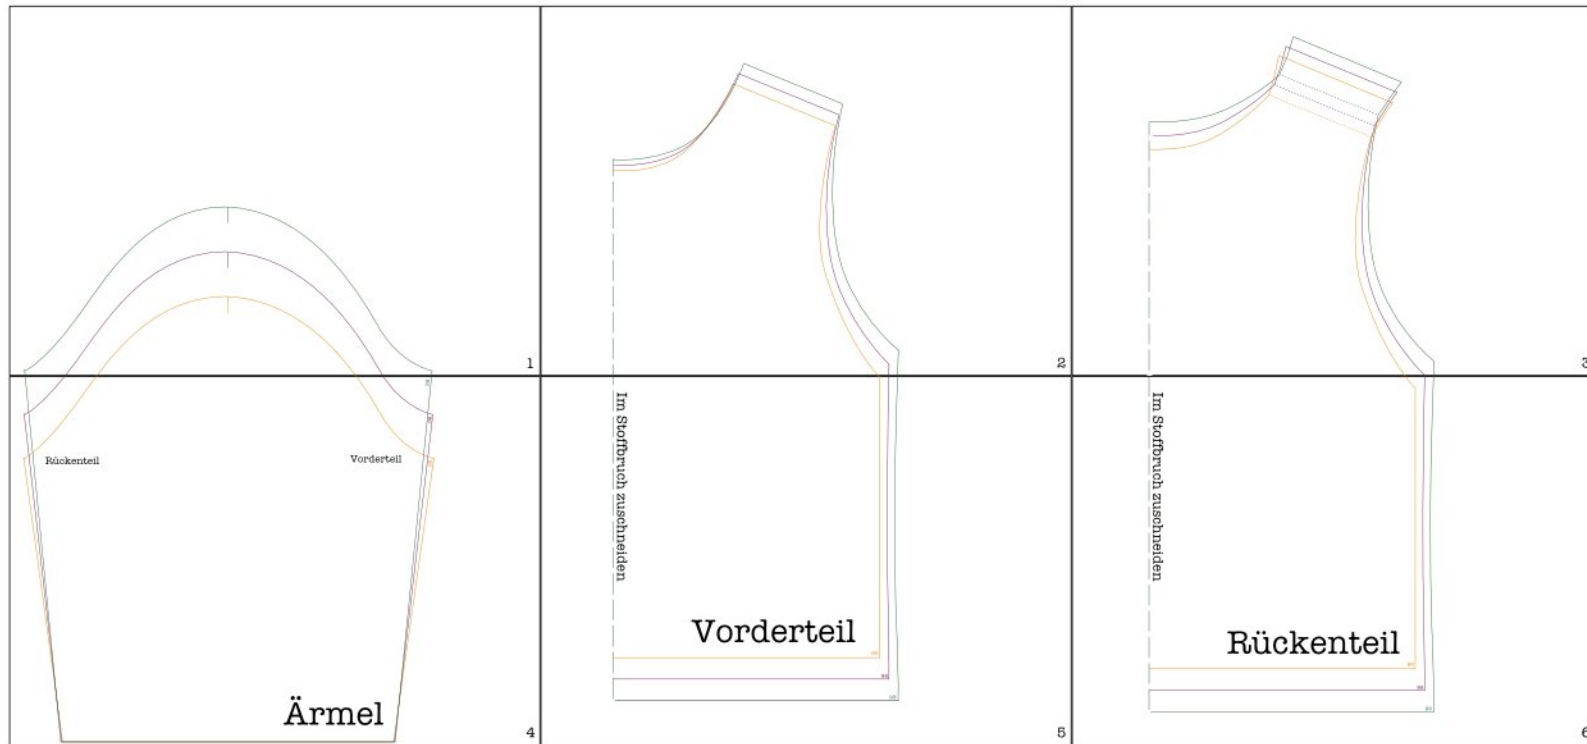 1
2
3
Rückenteil
Vorderteil
Ärmel
4
Im Stoffbruch zuschneiden
Vorderteil
5
Im Stoffbruch zuschneiden
Rückenteil
6